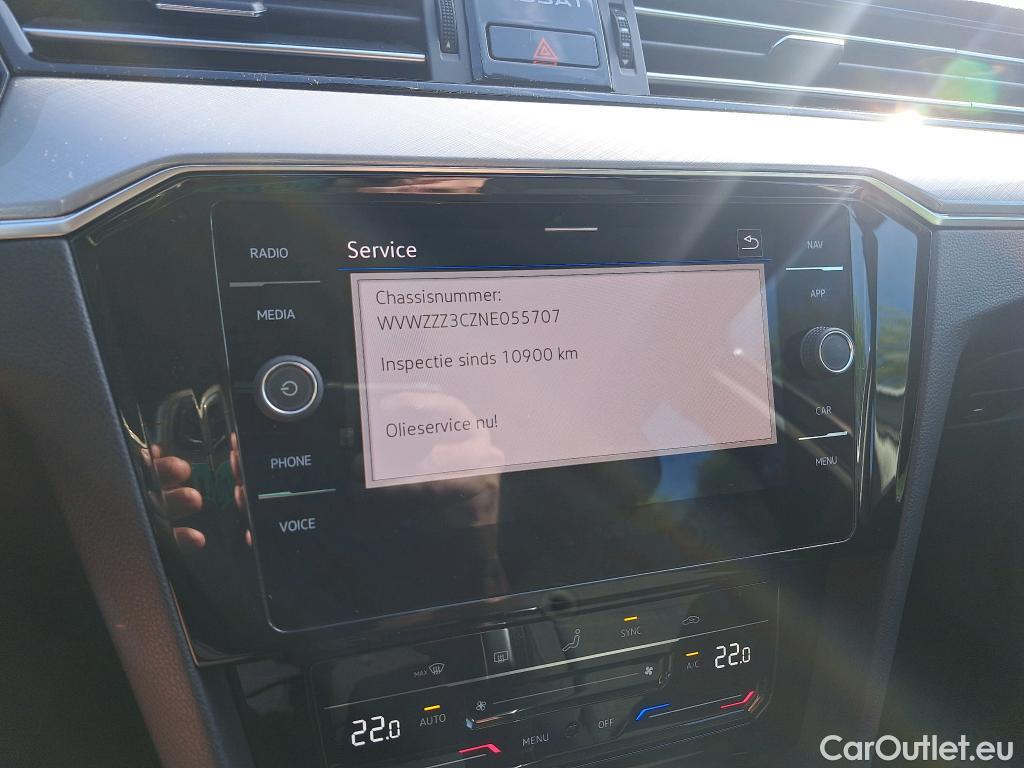 PASSAT
RADIO
Service
NAV
MEDIA
APP
Chassisnummer:
WVWZZZ3CZNE055707
Inspectie sinds 10900 km
Olieservice nu!
CAR
PHONE
MENU
VOICE
SYNC
MAX
A/C
22.0
22.0
AUTO
MENU
OFF
CarOutlet.eu